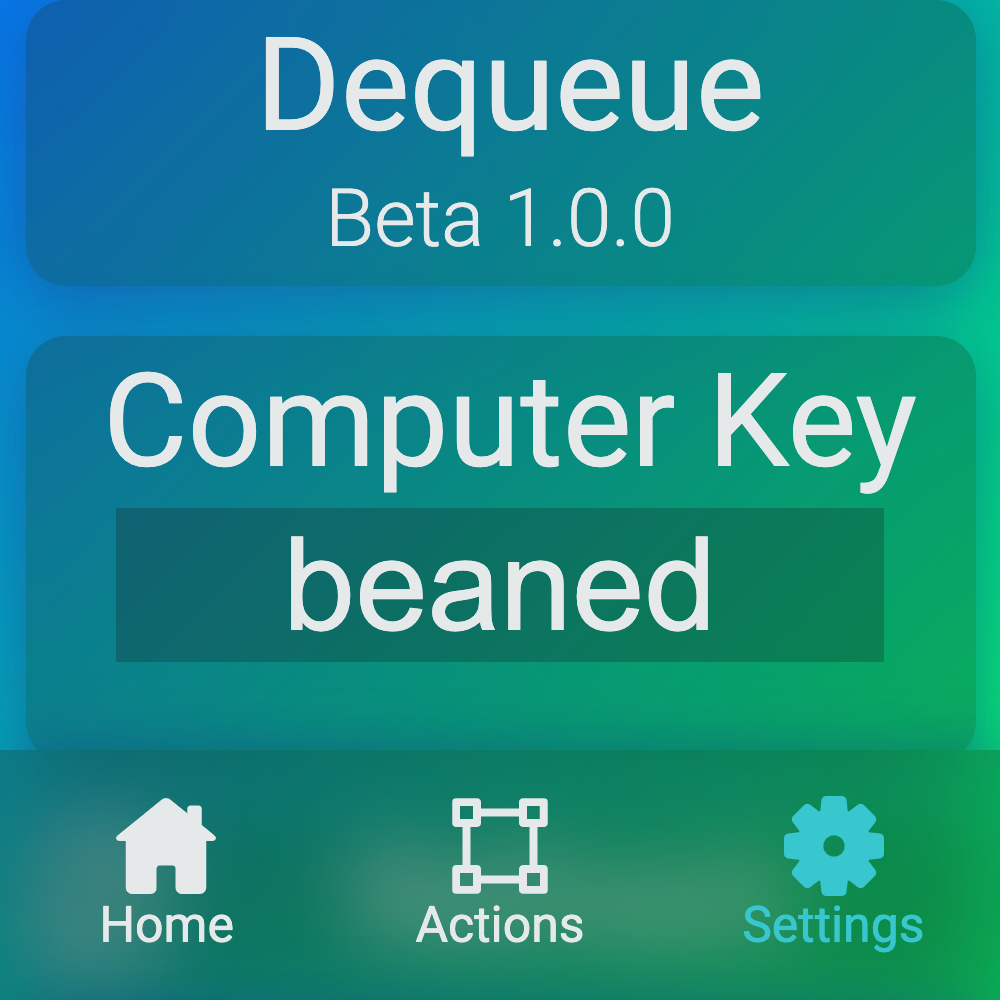 Dequeue
Beta 1.0.0
Computer Key
beaned
Home
Actions
Settings